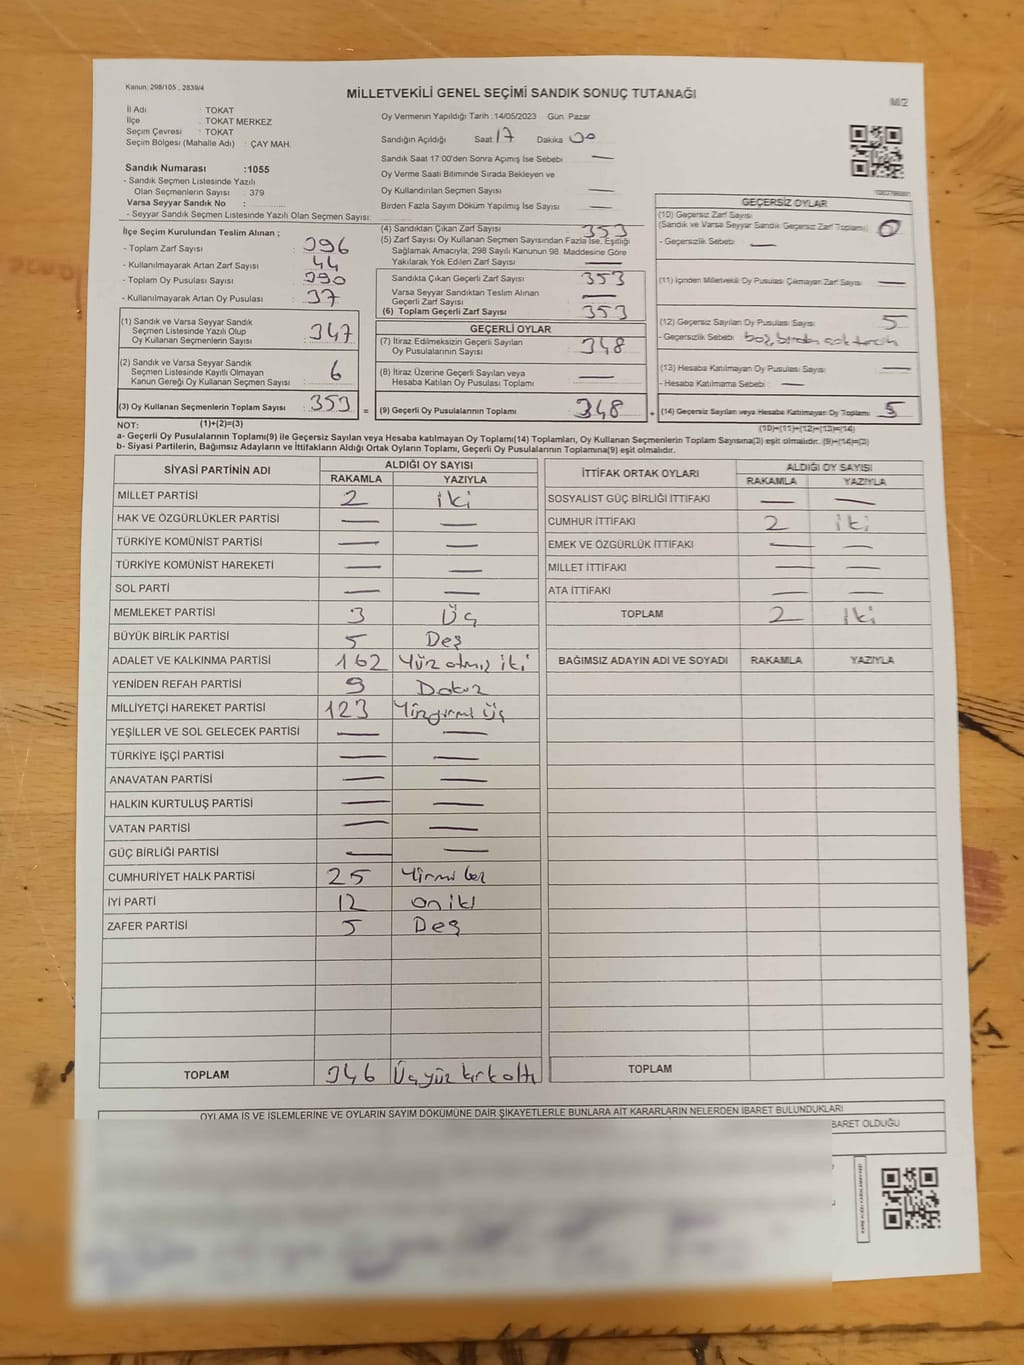 Kanun: 298/105 , 2839/4
MİLLETVEKİLİ GENEL SEÇİMİ SANDIK SONUÇ TUTANAĞI
M/2
İl Adı : TOKAT
İlçe : TOKAT MERKEZ
Seçim Çevresi : TOKAT
Seçim Bölgesi (Mahalle Adı) : ÇAY MAH.
Oy Vermenin Yapıldığı Tarih :14/05/2023 Gün Pazar
Sandığın Açıldığı Saat 17 Dakika 00
Sandık Saat 17:00'den Sonra Açılmış İse Sebebi —
Oy Verme Saati Bitiminde Sırada Bekleyen ve
Oy Kullandırılan Seçmen Sayısı —
Birden Fazla Sayım Döküm Yapılmış İse Sayısı —
Sandık Numarası :1055
- Sandık Seçmen Listesinde Yazılı
Olan Seçmenlerin Sayısı : 379
Varsa Seyyar Sandık No :
- Seyyar Sandık Seçmen Listesinde Yazılı Olan Seçmen Sayısı:
İlçe Seçim Kurulundan Teslim Alınan ;
- Toplam Zarf Sayısı : 396
- Kullanılmayarak Artan Zarf Sayısı : 44
- Toplam Oy Pusulası Sayısı : 390
- Kullanılmayarak Artan Oy Pusulası : 37
(1) Sandık ve Varsa Seyyar Sandık
Seçmen Listesinde Yazılı Olup
Oy Kullanan Seçmenlerin Sayısı : 347
(2) Sandık ve Varsa Seyyar Sandık
Seçmen Listesinde Kayıtlı Olmayan
Kanun Gereği Oy Kullanan Seçmen Sayısı : 6
(3) Oy Kullanan Seçmenlerin Toplam Sayısı : 353 =
(4) Sandıktan Çıkan Zarf Sayısı 353
(5) Zarf Sayısı Oy Kullanan Seçmen Sayısından Fazla İse, Eşitliği
Sağlamak Amacıyla, 298 Sayılı Kanunun 98. Maddesine Göre
Yakılarak Yok Edilen Zarf Sayısı —
Sandıkta Çıkan Geçerli Zarf Sayısı 353
Varsa Seyyar Sandıktan Teslim Alınan
Geçerli Zarf Sayısı —
(6) Toplam Geçerli Zarf Sayısı 353
GEÇERLİ OYLAR
(7) İtiraz Edilmeksizin Geçerli Sayılan
Oy Pusulalarının Sayısı : 348
(8) İtiraz Üzerine Geçerli Sayılan veya
Hesaba Katılan Oy Pusulası Toplamı : —
(9) Geçerli Oy Pusulalarının Toplamı 348 +
GEÇERSİZ OYLAR
(10) Geçersiz Zarf Sayısı
(Sandık ve Varsa Seyyar Sandık Geçersiz Zarf Toplamı) : 0
- Geçersizlik Sebebi : —
(11) İçinden Milletvekili Oy Pusulası Çıkmayan Zarf Sayısı : —
(12) Geçersiz Sayılan Oy Pusulası Sayısı : 5
- Geçersizlik Sebebi : boş, birden çok tercih
(13) Hesaba Katılmayan Oy Pusulası Sayısı : —
- Hesaba Katılmama Sebebi : —
(14) Geçersiz Sayılan veya Hesaba Katılmayan Oy Toplamı : 5
NOT: (1)+(2)=(3)
(10)+(11)+(12)+(13)=(14)
a- Geçerli Oy Pusulalarının Toplamı(9) ile Geçersiz Sayılan veya Hesaba katılmayan Oy Toplamı(14) Toplamları, Oy Kullanan Seçmenlerin Toplam Sayısına(3) eşit olmalıdır. (9)+(14)=(3)
b- Siyasi Partilerin, Bağımsız Adayların ve İttifakların Aldığı Ortak Oyların Toplamı, Geçerli Oy Pusulalarının Toplamına(9) eşit olmalıdır.
SİYASİ PARTİNİN ADI ALDIĞI OY SAYISI
RAKAMLA YAZIYLA
MİLLET PARTİSİ 2 iki
HAK VE ÖZGÜRLÜKLER PARTİSİ — —
TÜRKİYE KOMÜNİST PARTİSİ — —
TÜRKİYE KOMÜNİST HAREKETİ — —
SOL PARTİ — —
MEMLEKET PARTİSİ 3 Üç
BÜYÜK BİRLİK PARTİSİ 5 Beş
ADALET VE KALKINMA PARTİSİ 162 Yüz atmış iki
YENİDEN REFAH PARTİSİ 9 Dokuz
MİLLİYETÇİ HAREKET PARTİSİ 123 Yüzyirmi üç
YEŞİLLER VE SOL GELECEK PARTİSİ — —
TÜRKİYE İŞÇİ PARTİSİ — —
ANAVATAN PARTİSİ — —
HALKIN KURTULUŞ PARTİSİ — —
VATAN PARTİSİ — —
GÜÇ BİRLİĞİ PARTİSİ — —
CUMHURİYET HALK PARTİSİ 25 Yirmi beş
İYİ PARTİ 12 on iki
ZAFER PARTİSİ 5 Beş
TOPLAM 346 Üçyüz kırk altı
İTTİFAK ORTAK OYLARI ALDIĞI OY SAYISI
RAKAMLA YAZIYLA
SOSYALİST GÜÇ BİRLİĞİ İTTİFAKI — —
CUMHUR İTTİFAKI 2 iki
EMEK VE ÖZGÜRLÜK İTTİFAKI — —
MİLLET İTTİFAKI — —
ATA İTTİFAKI — —
TOPLAM 2 iki
BAĞIMSIZ ADAYIN ADI VE SOYADI RAKAMLA YAZIYLA
TOPLAM
OYLAMA İŞ VE İŞLEMLERİNE VE OYLARIN SAYIM DÖKÜMÜNE DAİR ŞİKAYETLERLE BUNLARA AİT KARARLARIN NELERDEN İBARET BULUNDUKLARI
BARET OLDUĞU